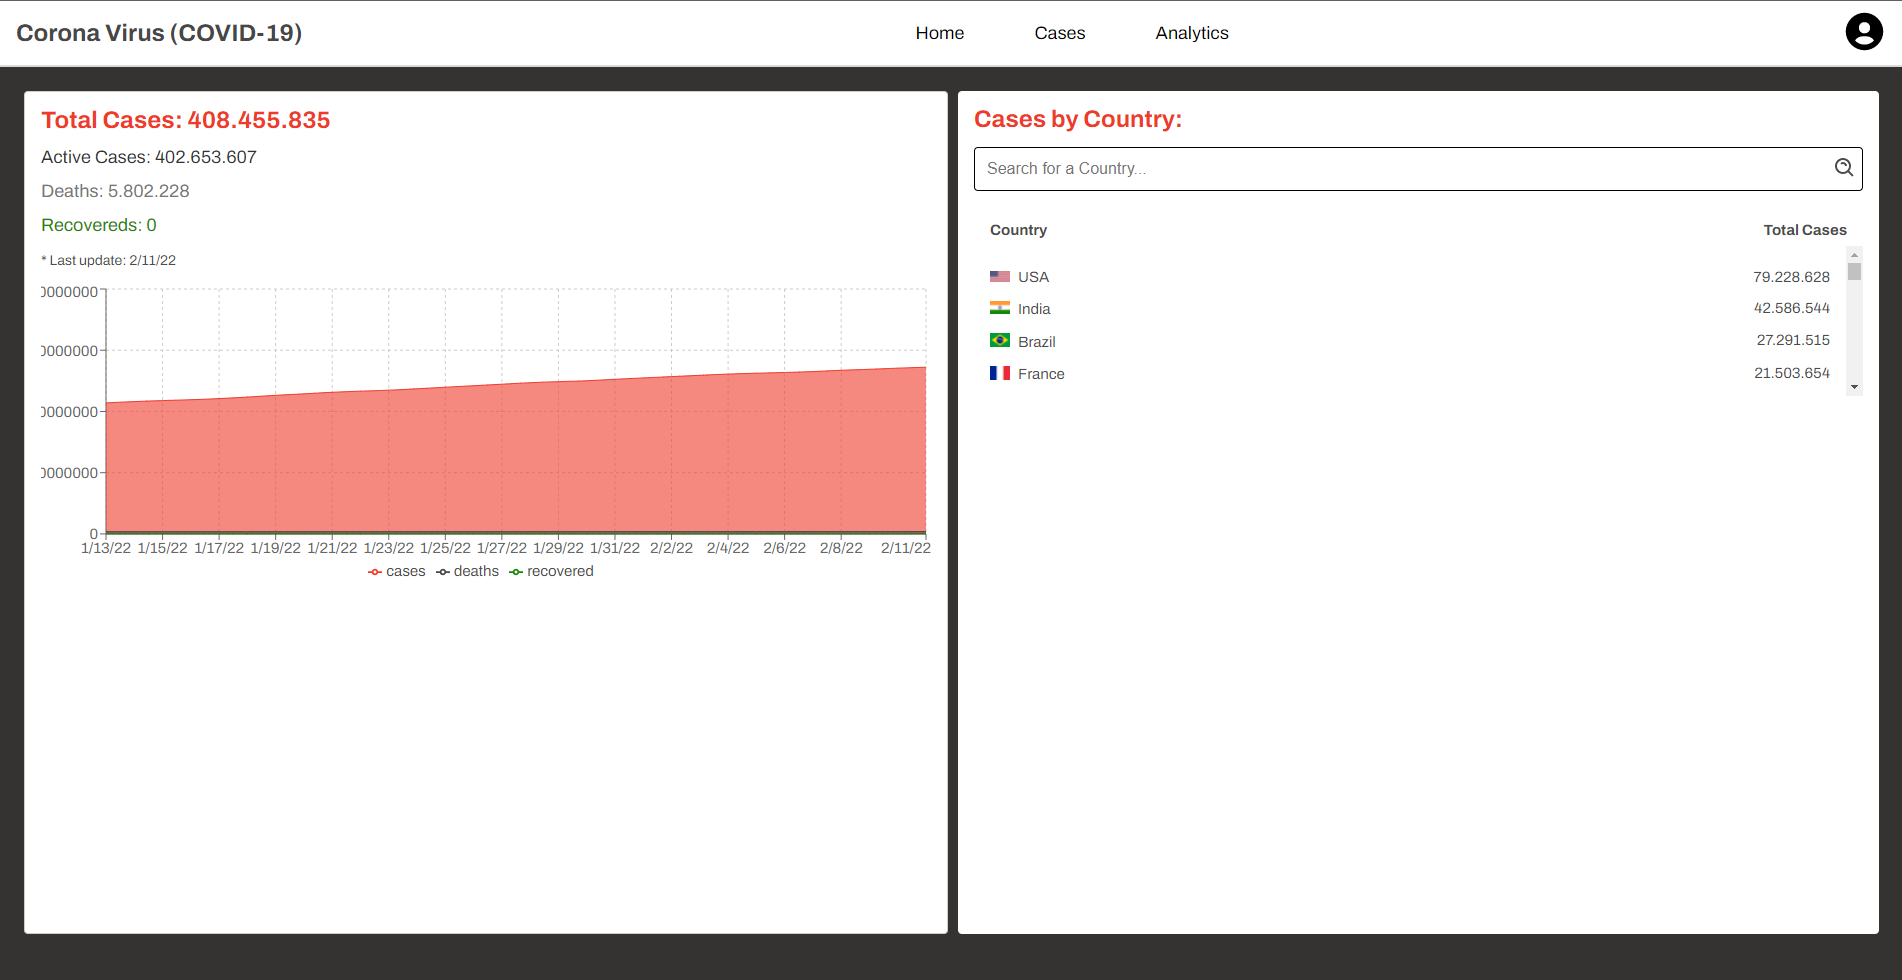 Corona Virus (COVID-19) Home Cases Analytics
Total Cases: 408.455.835
Active Cases: 402.653.607
Deaths: 5.802.228
Recovereds: 0
* Last update: 2/11/22
0000000
0000000
0000000
0000000
0
1/13/22 1/15/22 1/17/22 1/19/22 1/21/22 1/23/22 1/25/22 1/27/22 1/29/22 1/31/22 2/2/22 2/4/22 2/6/22 2/8/22 2/11/22
cases deaths recovered
Cases by Country:
Search for a Country...
Country Total Cases
USA 79.228.628
India 42.586.544
Brazil 27.291.515
France 21.503.654